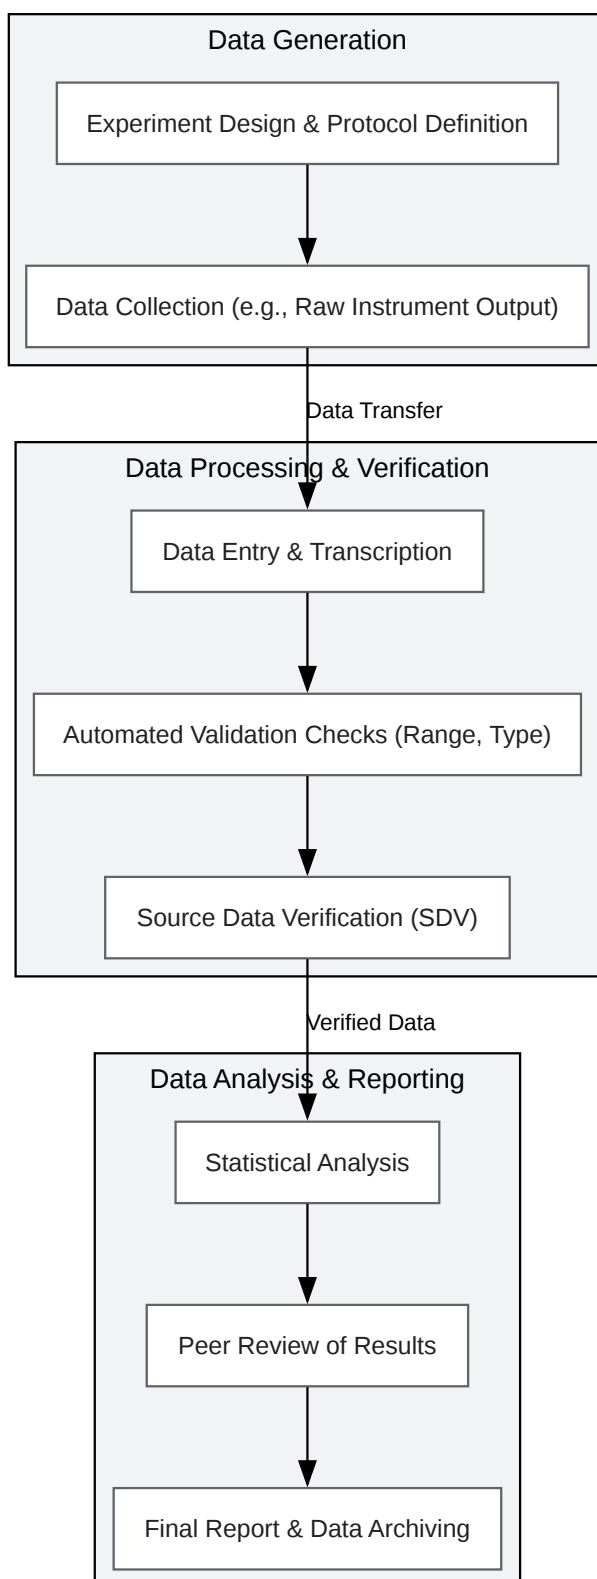 Data Generation
Experiment Design & Protocol Definition
Data Collection (e.g., Raw Instrument Output)
Data Transfer
Data Processing & Verification
Data Entry & Transcription
Automated Validation Checks (Range, Type)
Source Data Verification (SDV)
Verified Data
Data Analysis & Reporting
Statistical Analysis
Peer Review of Results
Final Report & Data Archiving